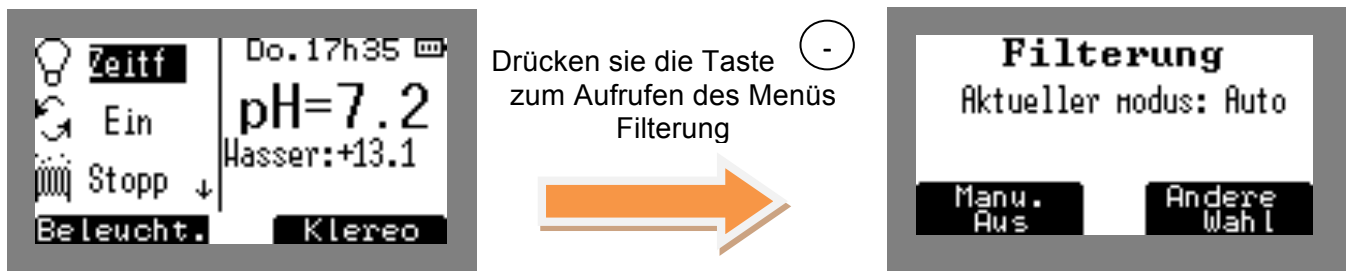 Zeitf
Ein
Stopp ↓
Do.17h35
pH=7.2
Wasser:+13.1
Beleucht.
Klereo
Drücken sie die Taste -
zum Aufrufen des Menüs
Filterung
Filterung
Aktueller modus: Auto
Manu.
Aus
Andere
Wahl